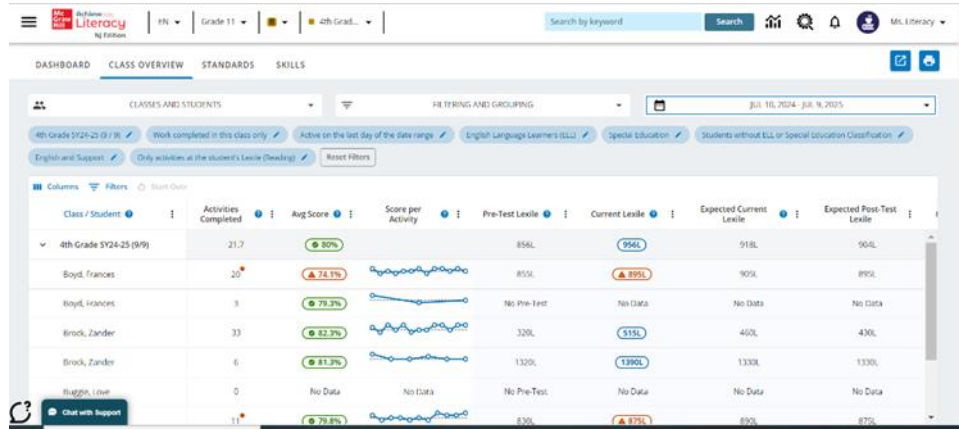 Mc Graw Hill Achieve Literacy NJ Edition EN Grade 11 4th Grad... Search by keyword Search Ms. Literacy
DASHBOARD CLASS OVERVIEW STANDARDS SKILLS
CLASSES AND STUDENTS FILTERING AND GROUPING JUL 10, 2024 - JUL 9, 2025
4th Grade SY24-25 (9 / 9) Work completed in this class only Active on the last day of the date range English Language Learners (ELL) Special Education Students without ELL or Special Education Classification
English and Support Only activities at the student's Lexile (Reading) Reset Filters
Columns Filters Start Over
Class / Student Activities Completed Avg Score Score per Activity Pre-Test Lexile Current Lexile Expected Current Lexile Expected Post-Test Lexile
4th Grade SY24-25 (9/9) 21.7 80% 856L 956L 918L 904L
Boyd, Frances 20 74.1% 855L 895L 905L 895L
Boyd, Frances 3 79.3% No Pre-Test No Data No Data No Data
Brock, Zander 33 82.3% 320L 515L 460L 430L
Brock, Zander 6 81.3% 1320L 1390L 1330L 1330L
Buggie, Love 0 No Data No Data No Pre-Test No Data No Data No Data
Chat with Support 11 79.8% 830L 875L 890L 875L